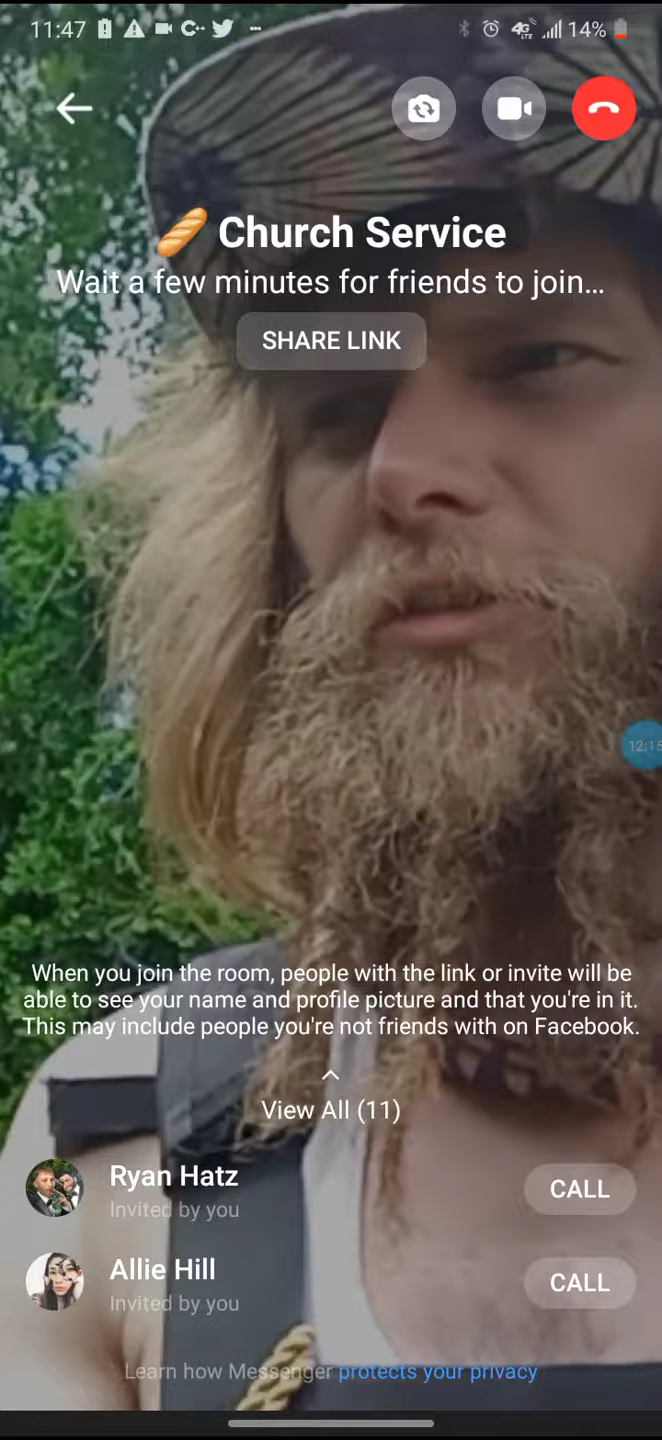 11:47
4G LTE 14%
Church Service
Wait a few minutes for friends to join...
SHARE LINK
12:15
When you join the room, people with the link or invite will be
able to see your name and profile picture and that you're in it.
This may include people you're not friends with on Facebook.
View All (11)
Ryan Hatz
Invited by you
CALL
Allie Hill
Invited by you
CALL
Learn how Messenger protects your privacy